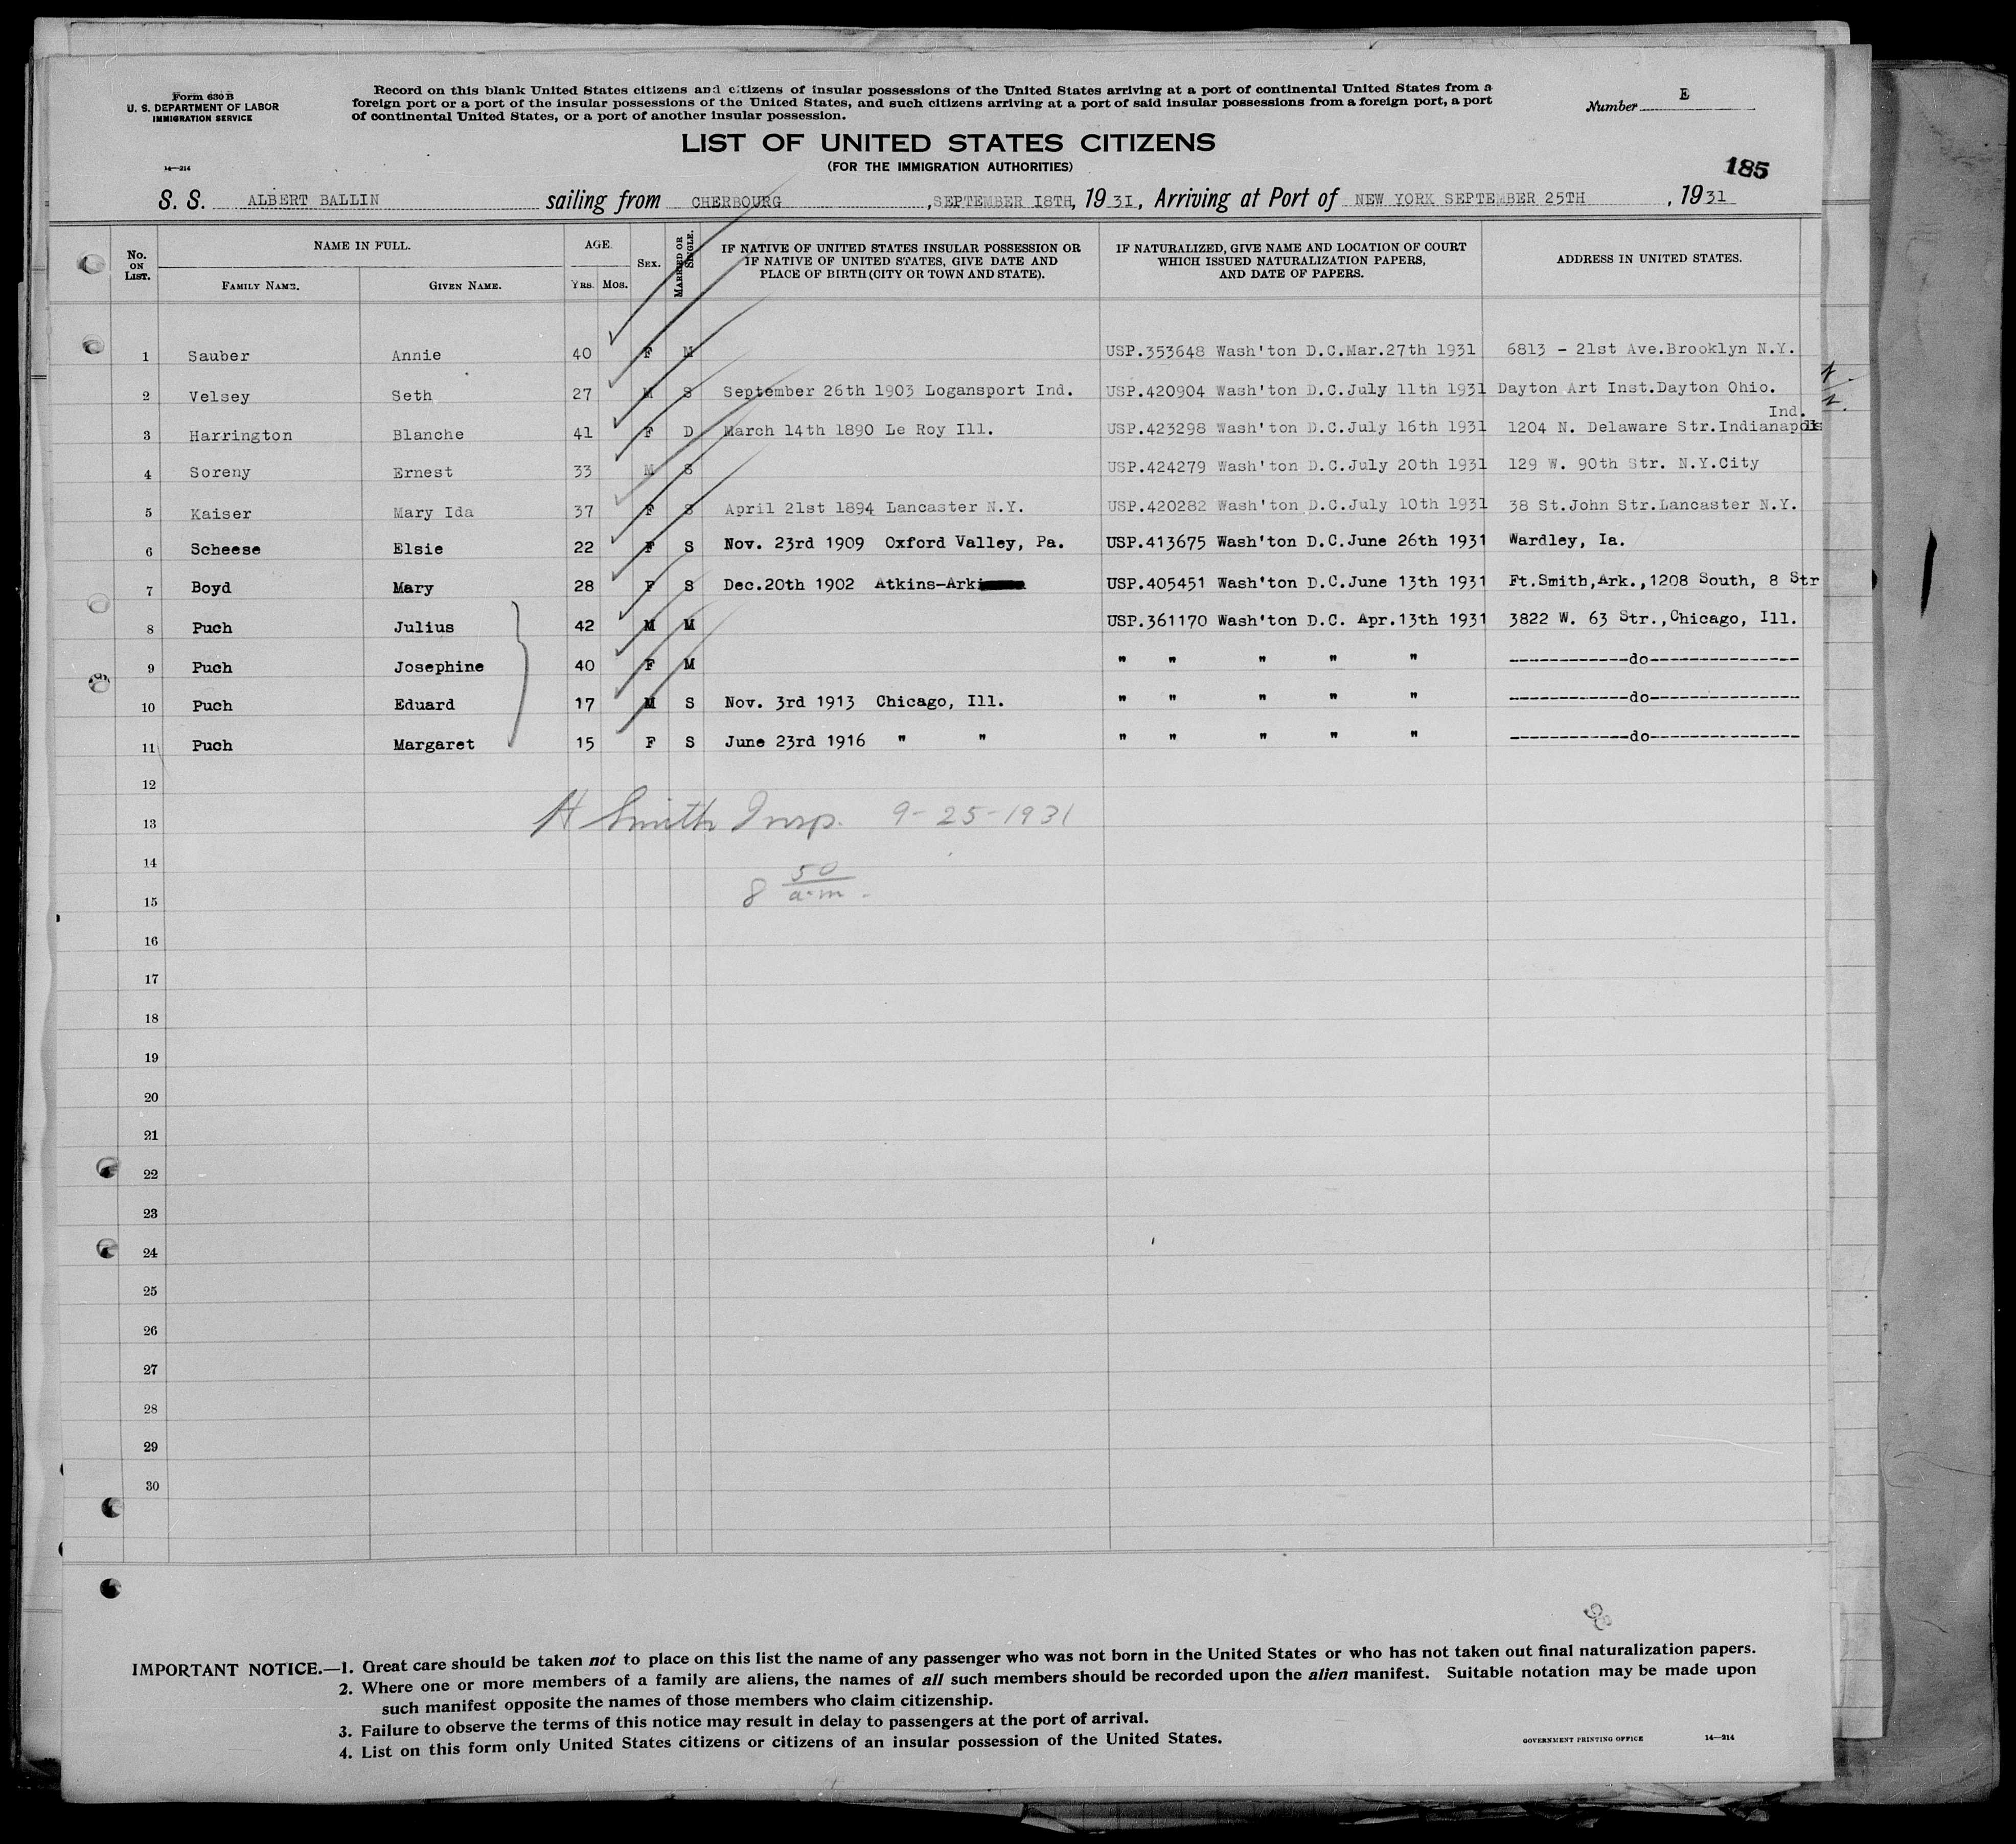 Form 630 B
U. S. DEPARTMENT OF LABOR
IMMIGRATION SERVICE
14—214
Record on this blank United States citizens and citizens of insular possessions of the United States arriving at a port of continental United States from a
foreign port or a port of the insular possessions of the United States, and such citizens arriving at a port of said insular possessions from a foreign port, a port
of continental United States, or a port of another insular possession.
Number E
LIST OF UNITED STATES CITIZENS
(FOR THE IMMIGRATION AUTHORITIES)
185
S. S. ALBERT BALLIN sailing from CHERBOURG , SEPTEMBER 18TH, 1931, Arriving at Port of NEW YORK SEPTEMBER 25TH , 1931
No. ON LIST. NAME IN FULL. FAMILY NAME. GIVEN NAME. AGE. YRS. MOS. SEX. MARRIED OR SINGLE. IF NATIVE OF UNITED STATES INSULAR POSSESSION OR IF NATIVE OF UNITED STATES, GIVE DATE AND PLACE OF BIRTH (CITY OR TOWN AND STATE). IF NATURALIZED, GIVE NAME AND LOCATION OF COURT WHICH ISSUED NATURALIZATION PAPERS, AND DATE OF PAPERS. ADDRESS IN UNITED STATES.
1 Sauber Annie 40 F M USP.353648 Wash'ton D.C.Mar.27th 1931 6813 - 21st Ave.Brooklyn N.Y.
2 Velsey Seth 27 M S September 26th 1903 Logansport Ind. USP.420904 Wash'ton D.C.July 11th 1931 Dayton Art Inst.Dayton Ohio.
Ind.
3 Harrington Blanche 41 F D March 14th 1890 Le Roy Ill. USP.423298 Wash'ton D.C.July 16th 1931 1204 N. Delaware Str.Indianapolis
4 Soreny Ernest 33 M S USP.424279 Wash'ton D.C.July 20th 1931 129 W. 90th Str. N.Y.City
5 Kaiser Mary Ida 37 F S April 21st 1894 Lancaster N.Y. USP.420282 Wash'ton D.C.July 10th 1931 38 St.John Str.Lancaster N.Y.
6 Scheese Elsie 22 F S Nov. 23rd 1909 Oxford Valley, Pa. USP.413675 Wash'ton D.C.June 26th 1931 Wardley, Ia.
7 Boyd Mary 28 F S Dec.20th 1902 Atkins-Ark USP.405451 Wash'ton D.C.June 13th 1931 Ft.Smith,Ark.,1208 South, 8 Str
8 Puch Julius 42 M M USP.361170 Wash'ton D.C. Apr.13th 1931 3822 W. 63 Str.,Chicago, Ill.
9 Puch Josephine 40 F M " " " " " ------------do---------------
10 Puch Eduard 17 M S Nov. 3rd 1913 Chicago, Ill. " " " " " ------------do---------------
11 Puch Margaret 15 F S June 23rd 1916 " " " " " " " ------------do---------------
12
13 H Smith Insp. 9-25-1931
14
8 50/a.m.
15
16
17
18
19
20
21
22
23
24
25
26
27
28
29
30
IMPORTANT NOTICE.—1. Great care should be taken not to place on this list the name of any passenger who was not born in the United States or who has not taken out final naturalization papers.
2. Where one or more members of a family are aliens, the names of all such members should be recorded upon the alien manifest. Suitable notation may be made upon
such manifest opposite the names of those members who claim citizenship.
3. Failure to observe the terms of this notice may result in delay to passengers at the port of arrival.
4. List on this form only United States citizens or citizens of an insular possession of the United States.
GOVERNMENT PRINTING OFFICE 14—214